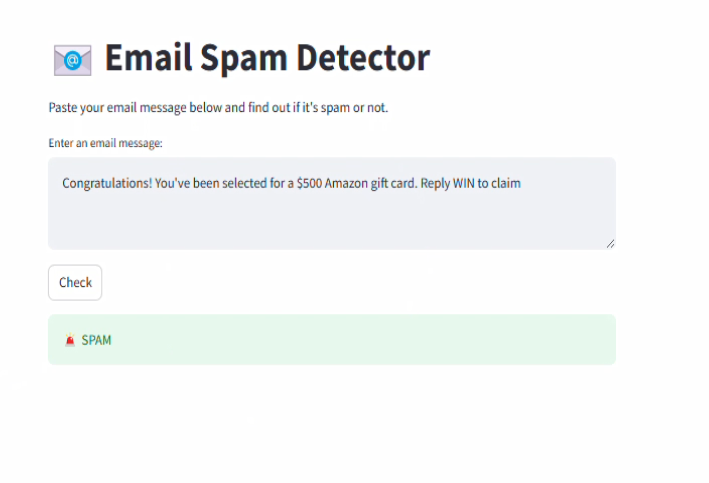 Email Spam Detector
Paste your email message below and find out if it's spam or not.
Enter an email message:
Congratulations! You've been selected for a $500 Amazon gift card. Reply WIN to claim
Check
SPAM